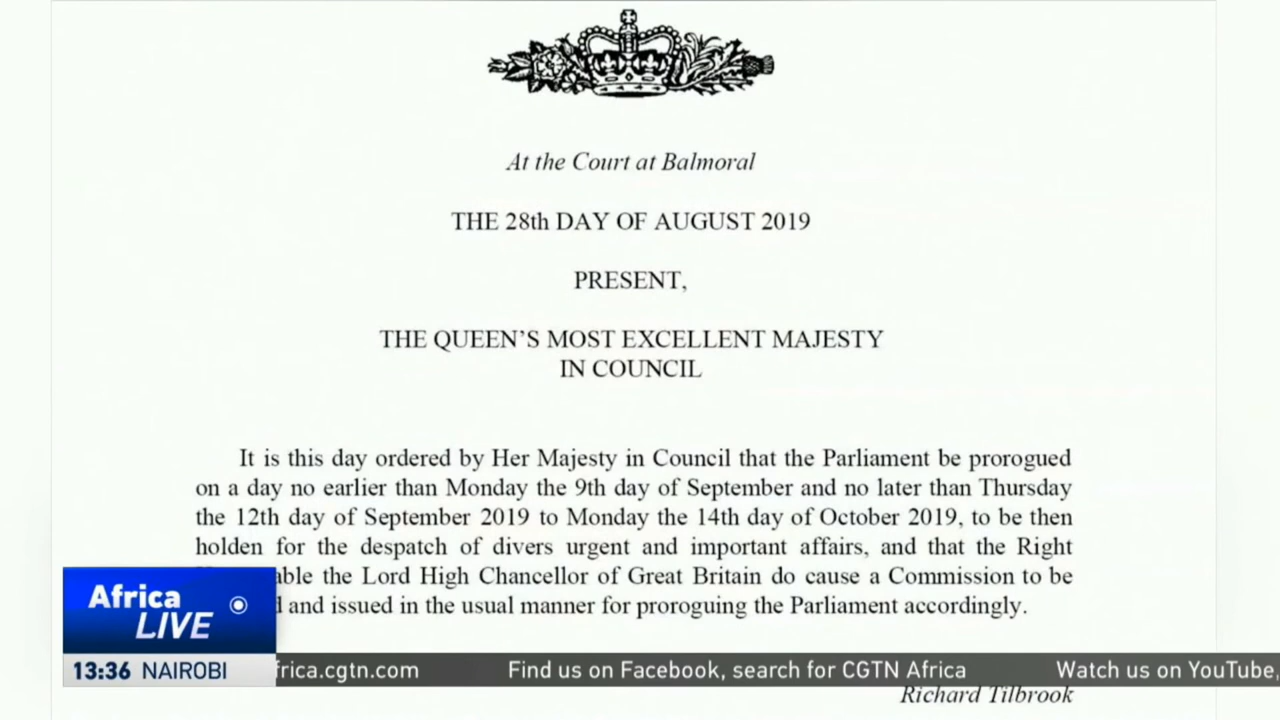 At the Court at Balmoral
THE 28th DAY OF AUGUST 2019
PRESENT,
THE QUEEN'S MOST EXCELLENT MAJESTY
IN COUNCIL
It is this day ordered by Her Majesty in Council that the Parliament be prorogued
on a day no earlier than Monday the 9th day of September and no later than Thursday
the 12th day of September 2019 to Monday the 14th day of October 2019, to be then
holden for the despatch of divers urgent and important affairs, and that the Right
the Lord High Chancellor of Great Britain do cause a Commission to be
and issued in the usual manner for proroguing the Parliament accordingly.
Africa
LIVE
13:36 NAIROBI
frica.cgtn.com Find us on Facebook, search for CGTN Africa Watch us on YouTube,
Richard Tilbrook